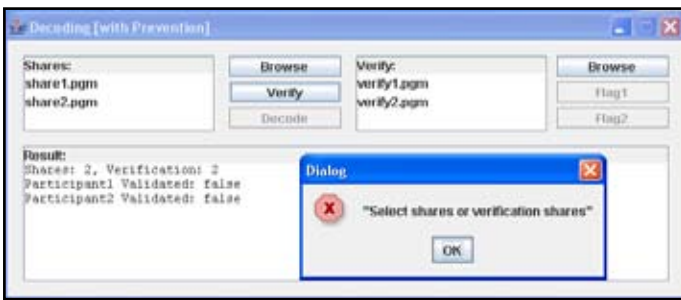 Decoding [with Prevention]
Shares:
share1.pgm
share2.pgm
Browse
Verify
Decode
Verify:
verify1.pgm
verify2.pgm
Browse
Flag1
Flag2
Result:
Shares: 2, Verification: 2
Participant1 Validated: false
Participant2 Validated: false
Dialog
"Select shares or verification shares"
OK